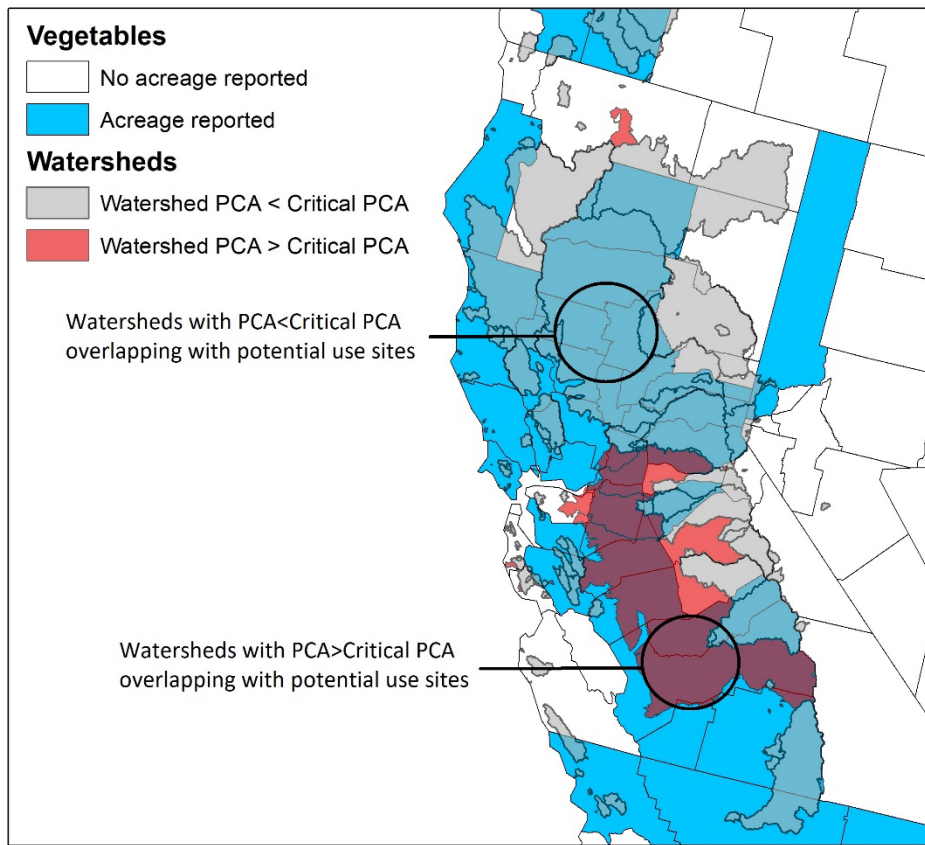 Vegetables
No acreage reported
Acreage reported
Watersheds
Watershed PCA < Critical PCA
Watershed PCA > Critical PCA
Watersheds with PCA<Critical PCA
overlapping with potential use sites
Watersheds with PCA>Critical PCA
overlapping with potential use sites